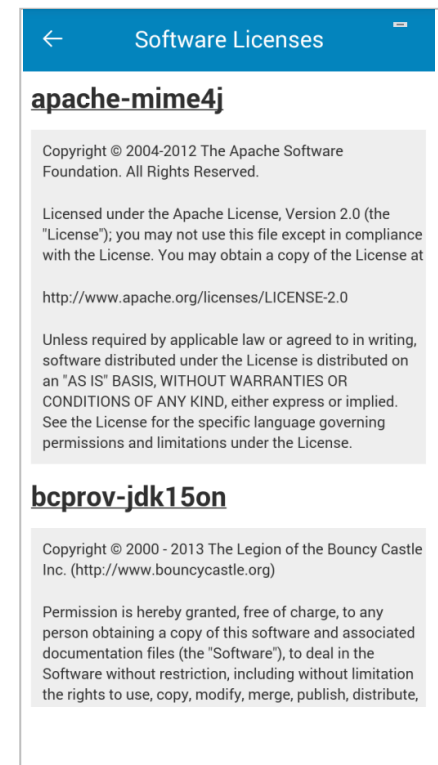 Software Licenses
apache-mime4j
Copyright © 2004-2012 The Apache Software
Foundation. All Rights Reserved.
Licensed under the Apache License, Version 2.0 (the
"License"); you may not use this file except in compliance
with the License. You may obtain a copy of the License at
http://www.apache.org/licenses/LICENSE-2.0
Unless required by applicable law or agreed to in writing,
software distributed under the License is distributed on
an "AS IS" BASIS, WITHOUT WARRANTIES OR
CONDITIONS OF ANY KIND, either express or implied.
See the License for the specific language governing
permissions and limitations under the License.
bcprov-jdk15on
Copyright © 2000 - 2013 The Legion of the Bouncy Castle
Inc. (http://www.bouncycastle.org)
Permission is hereby granted, free of charge, to any
person obtaining a copy of this software and associated
documentation files (the "Software"), to deal in the
Software without restriction, including without limitation
the rights to use, copy, modify, merge, publish, distribute,